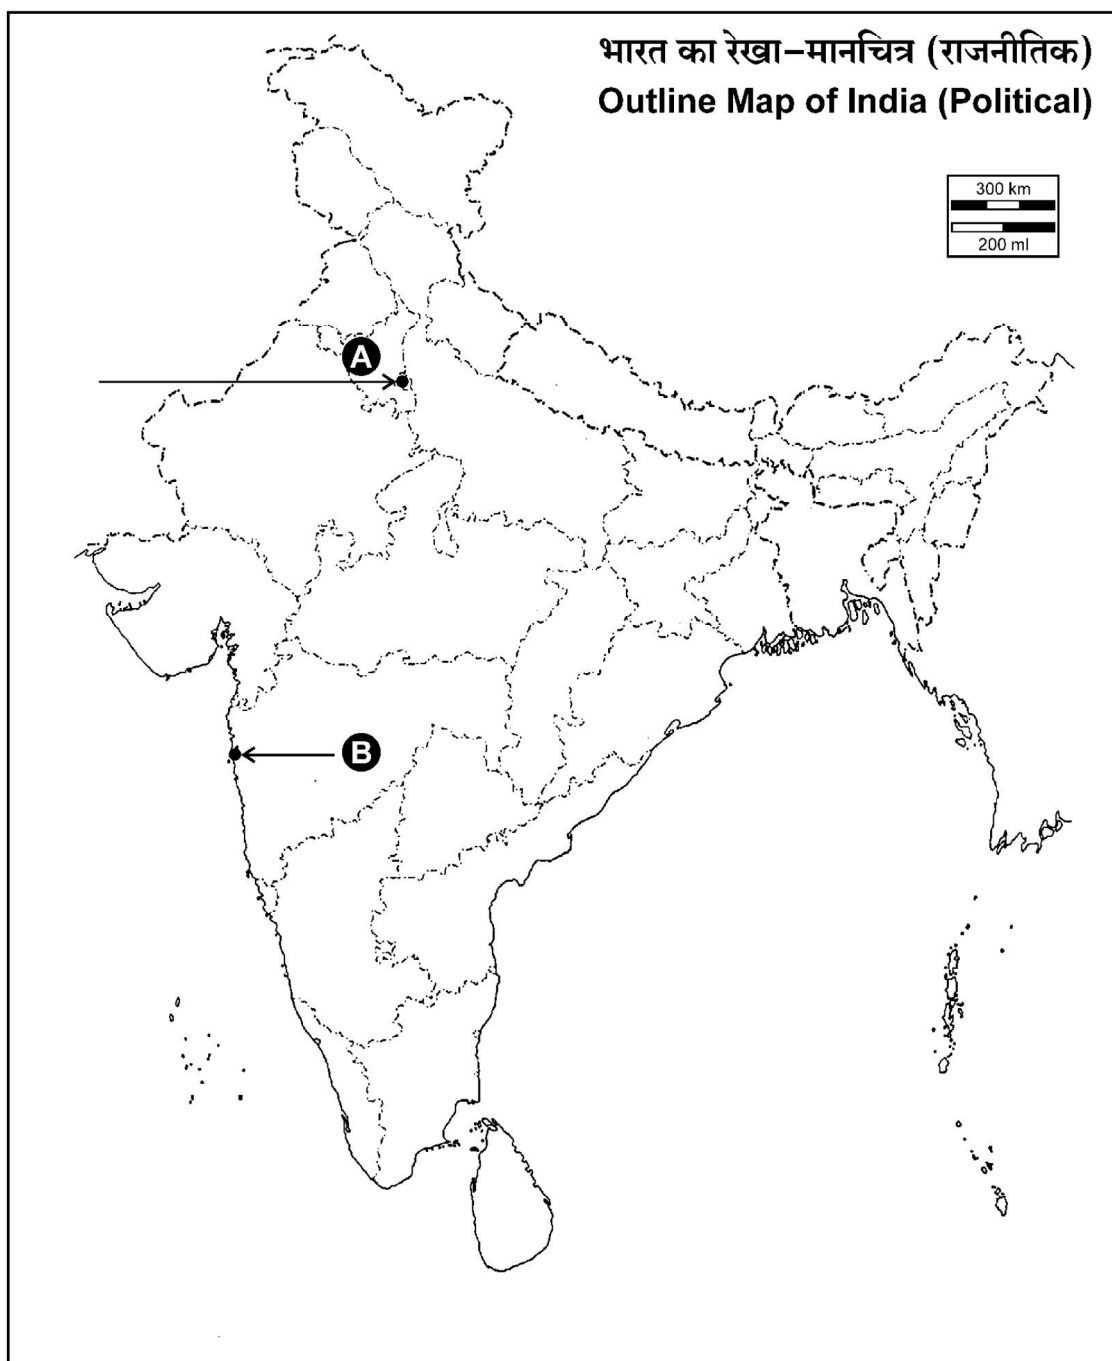 भारत का रेखा–मानचित्र (राजनीतिक)
Outline Map of India (Political)
300 km
200 ml
A
B